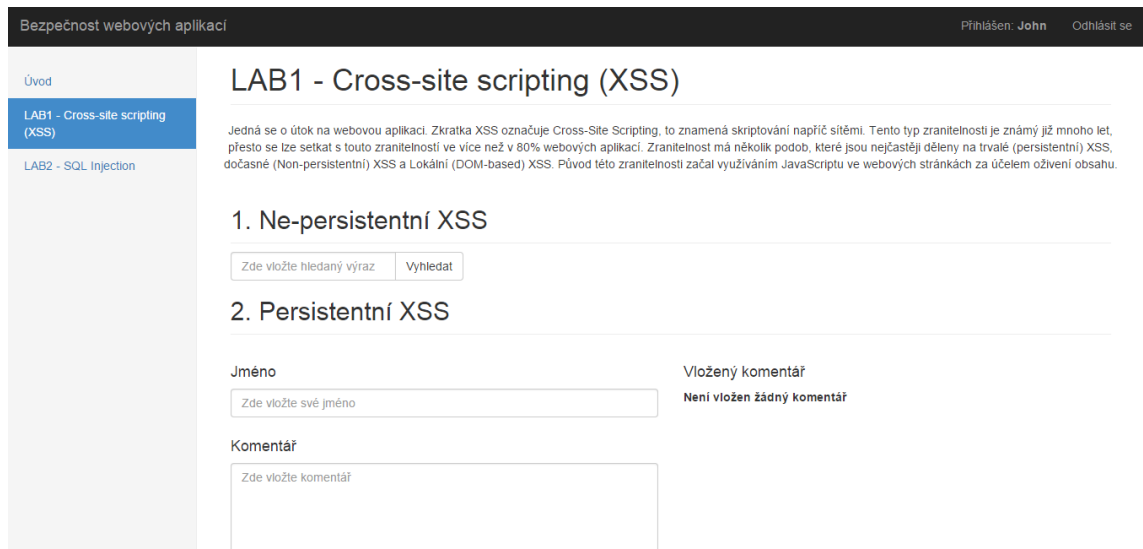 Bezpečnost webových aplikací
Přihlášen: John
Odhlásit se
Úvod
LAB1 - Cross-site scripting
(XSS)
LAB2 - SQL Injection
LAB1 - Cross-site scripting (XSS)
Jedná se o útok na webovou aplikaci. Zkratka XSS označuje Cross-Site Scripting, to znamená skriptování napříč sítěmi. Tento typ zranitelnosti je známý již mnoho let,
přesto se lze setkat s touto zranitelností ve více než v 80% webových aplikací. Zranitelnost má několik podob, které jsou nejčastěji děleny na trvalé (persistentní) XSS,
dočasné (Non-persistentní) XSS a Lokální (DOM-based) XSS. Původ této zranitelnosti začal využíváním JavaScriptu ve webových stránkách za účelem oživení obsahu.
1. Ne-persistentní XSS
Zde vložte hledaný výraz
Vyhledat
2. Persistentní XSS
Jméno
Zde vložte své jméno
Komentář
Zde vložte komentář
Vložený komentář
Není vložen žádný komentář